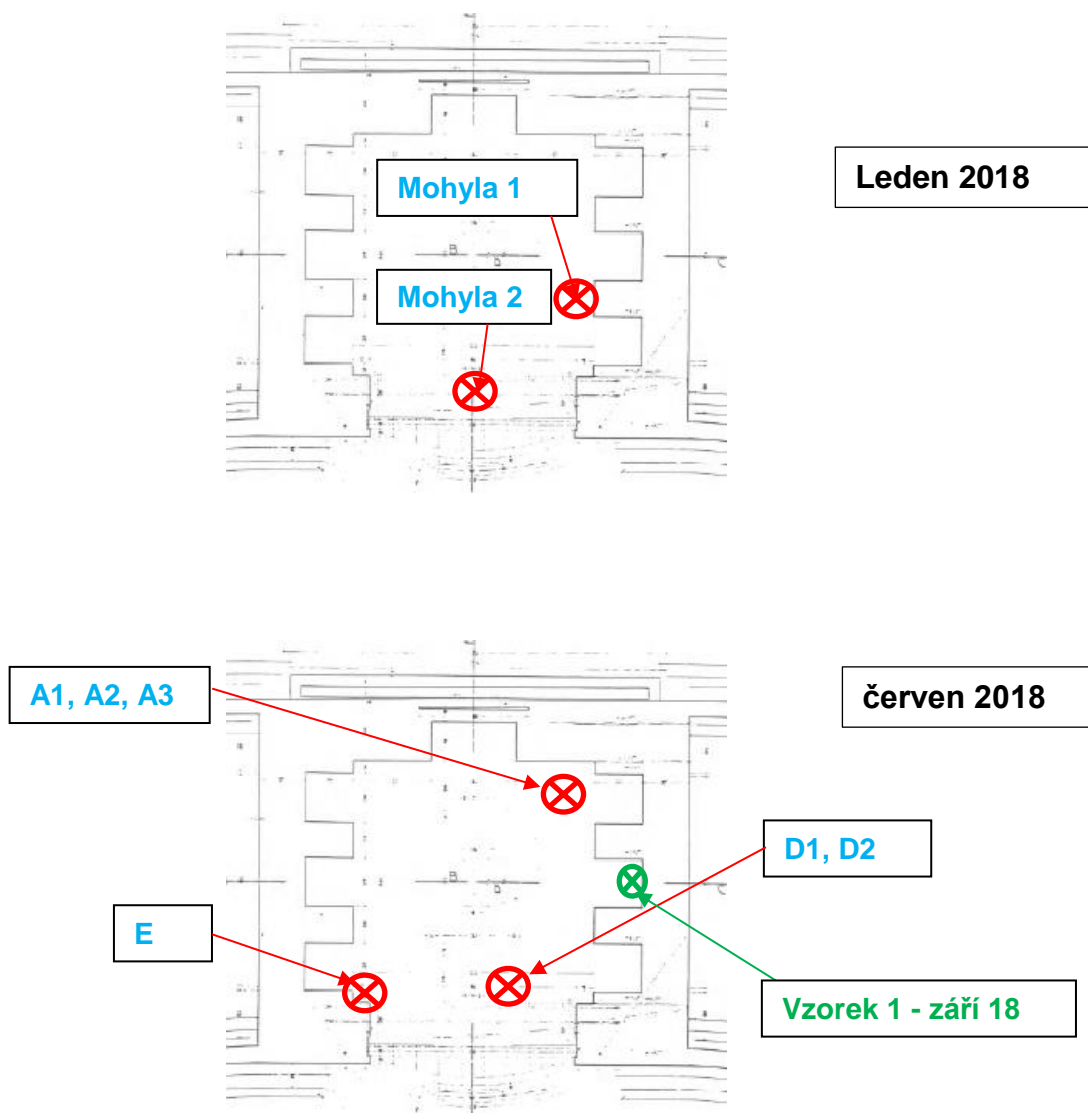 Leden 2018
Mohyla 1
Mohyla 2
B
A1, A2, A3
červen 2018
D1, D2
B
E
Vzorek 1 - září 18